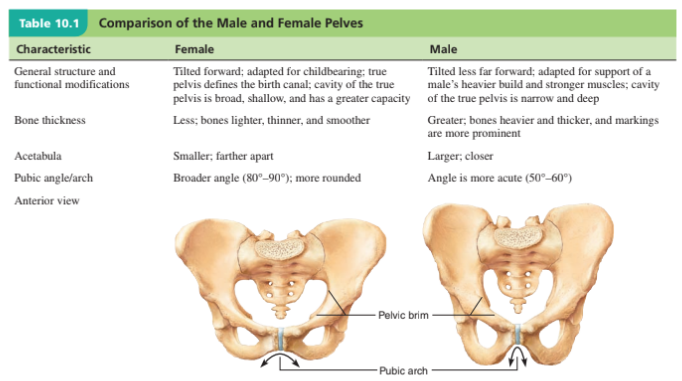 Table 10.1 Comparison of the Male and Female Pelves
Characteristic Female Male
General structure and Tilted forward; adapted for childbearing; true Tilted less far forward; adapted for support of a
functional modifications pelvis defines the birth canal; cavity of the true male's heavier build and stronger muscles; cavity
pelvis is broad, shallow, and has a greater capacity of the true pelvis is narrow and deep
Bone thickness Less; bones lighter, thinner, and smoother Greater; bones heavier and thicker, and markings
are more prominent
Acetabula Smaller; farther apart Larger; closer
Pubic angle/arch Broader angle (80°–90°); more rounded Angle is more acute (50°–60°)
Anterior view
Pelvic brim
Pubic arch